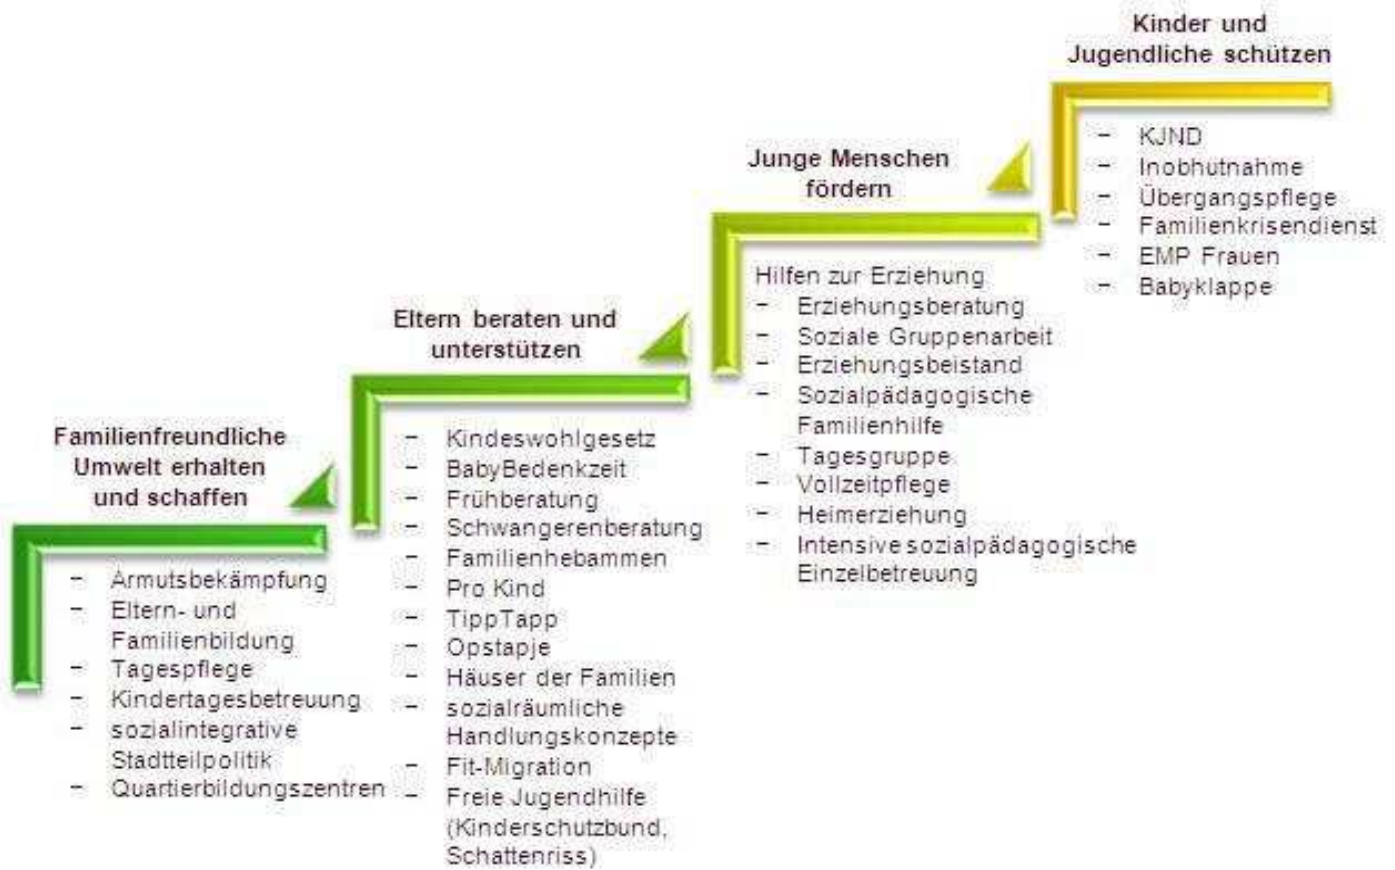 Familienfreundliche
Umwelt erhalten
und schaffen
- Armutsbekämpfung
- Eltern- und
Familienbildung
- Tagespflege
- Kindertagesbetreuung
- sozialintegrative
Stadtteilpolitik
- Quartierbildungszentren
Eltern beraten und
unterstützen
- Kindeswohlgesetz
- BabyBedenkzeit
- Frühberatung
- Schwangerenberatung
- Familienhebammen
- Pro Kind
- TippTapp
- Opstapje
- Häuser der Familien
- sozialräumliche
Handlungskonzepte
- Fit-Migration
- Freie Jugendhilfe
(Kinderschutzbund,
Schattenriss)
Junge Menschen
fördern
Hilfen zur Erziehung
- Erziehungsberatung
- Soziale Gruppenarbeit
- Erziehungsbeistand
- Sozialpädagogische
Familienhilfe
- Tagesgruppe
- Vollzeitpflege
- Heimerziehung
- Intensive sozialpädagogische
Einzelbetreuung
Kinder und
Jugendliche schützen
- KJND
- Inobhutnahme
- Übergangspflege
- Familienkrisendienst
- EMP Frauen
- Babyklappe